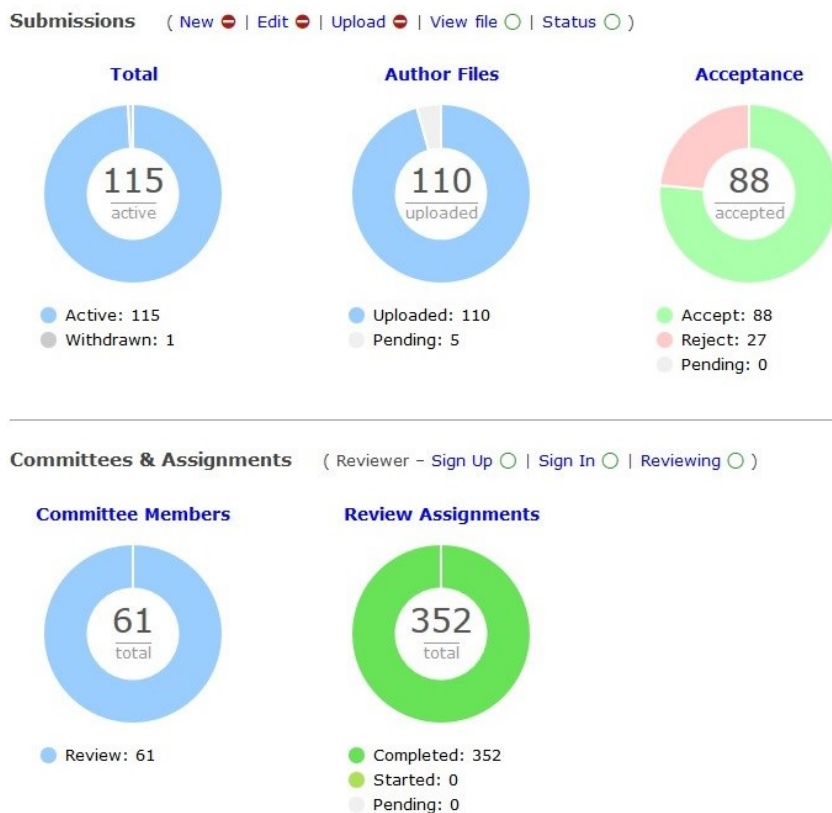 Submissions ( New | Edit | Upload | View file | Status )
Total Author Files Acceptance
115 110 88
active uploaded accepted
Active: 115 Uploaded: 110 Accept: 88
Withdrawn: 1 Pending: 5 Reject: 27
Pending: 0
Committees & Assignments ( Reviewer – Sign Up | Sign In | Reviewing )
Committee Members Review Assignments
61 352
total total
Review: 61 Completed: 352
Started: 0
Pending: 0